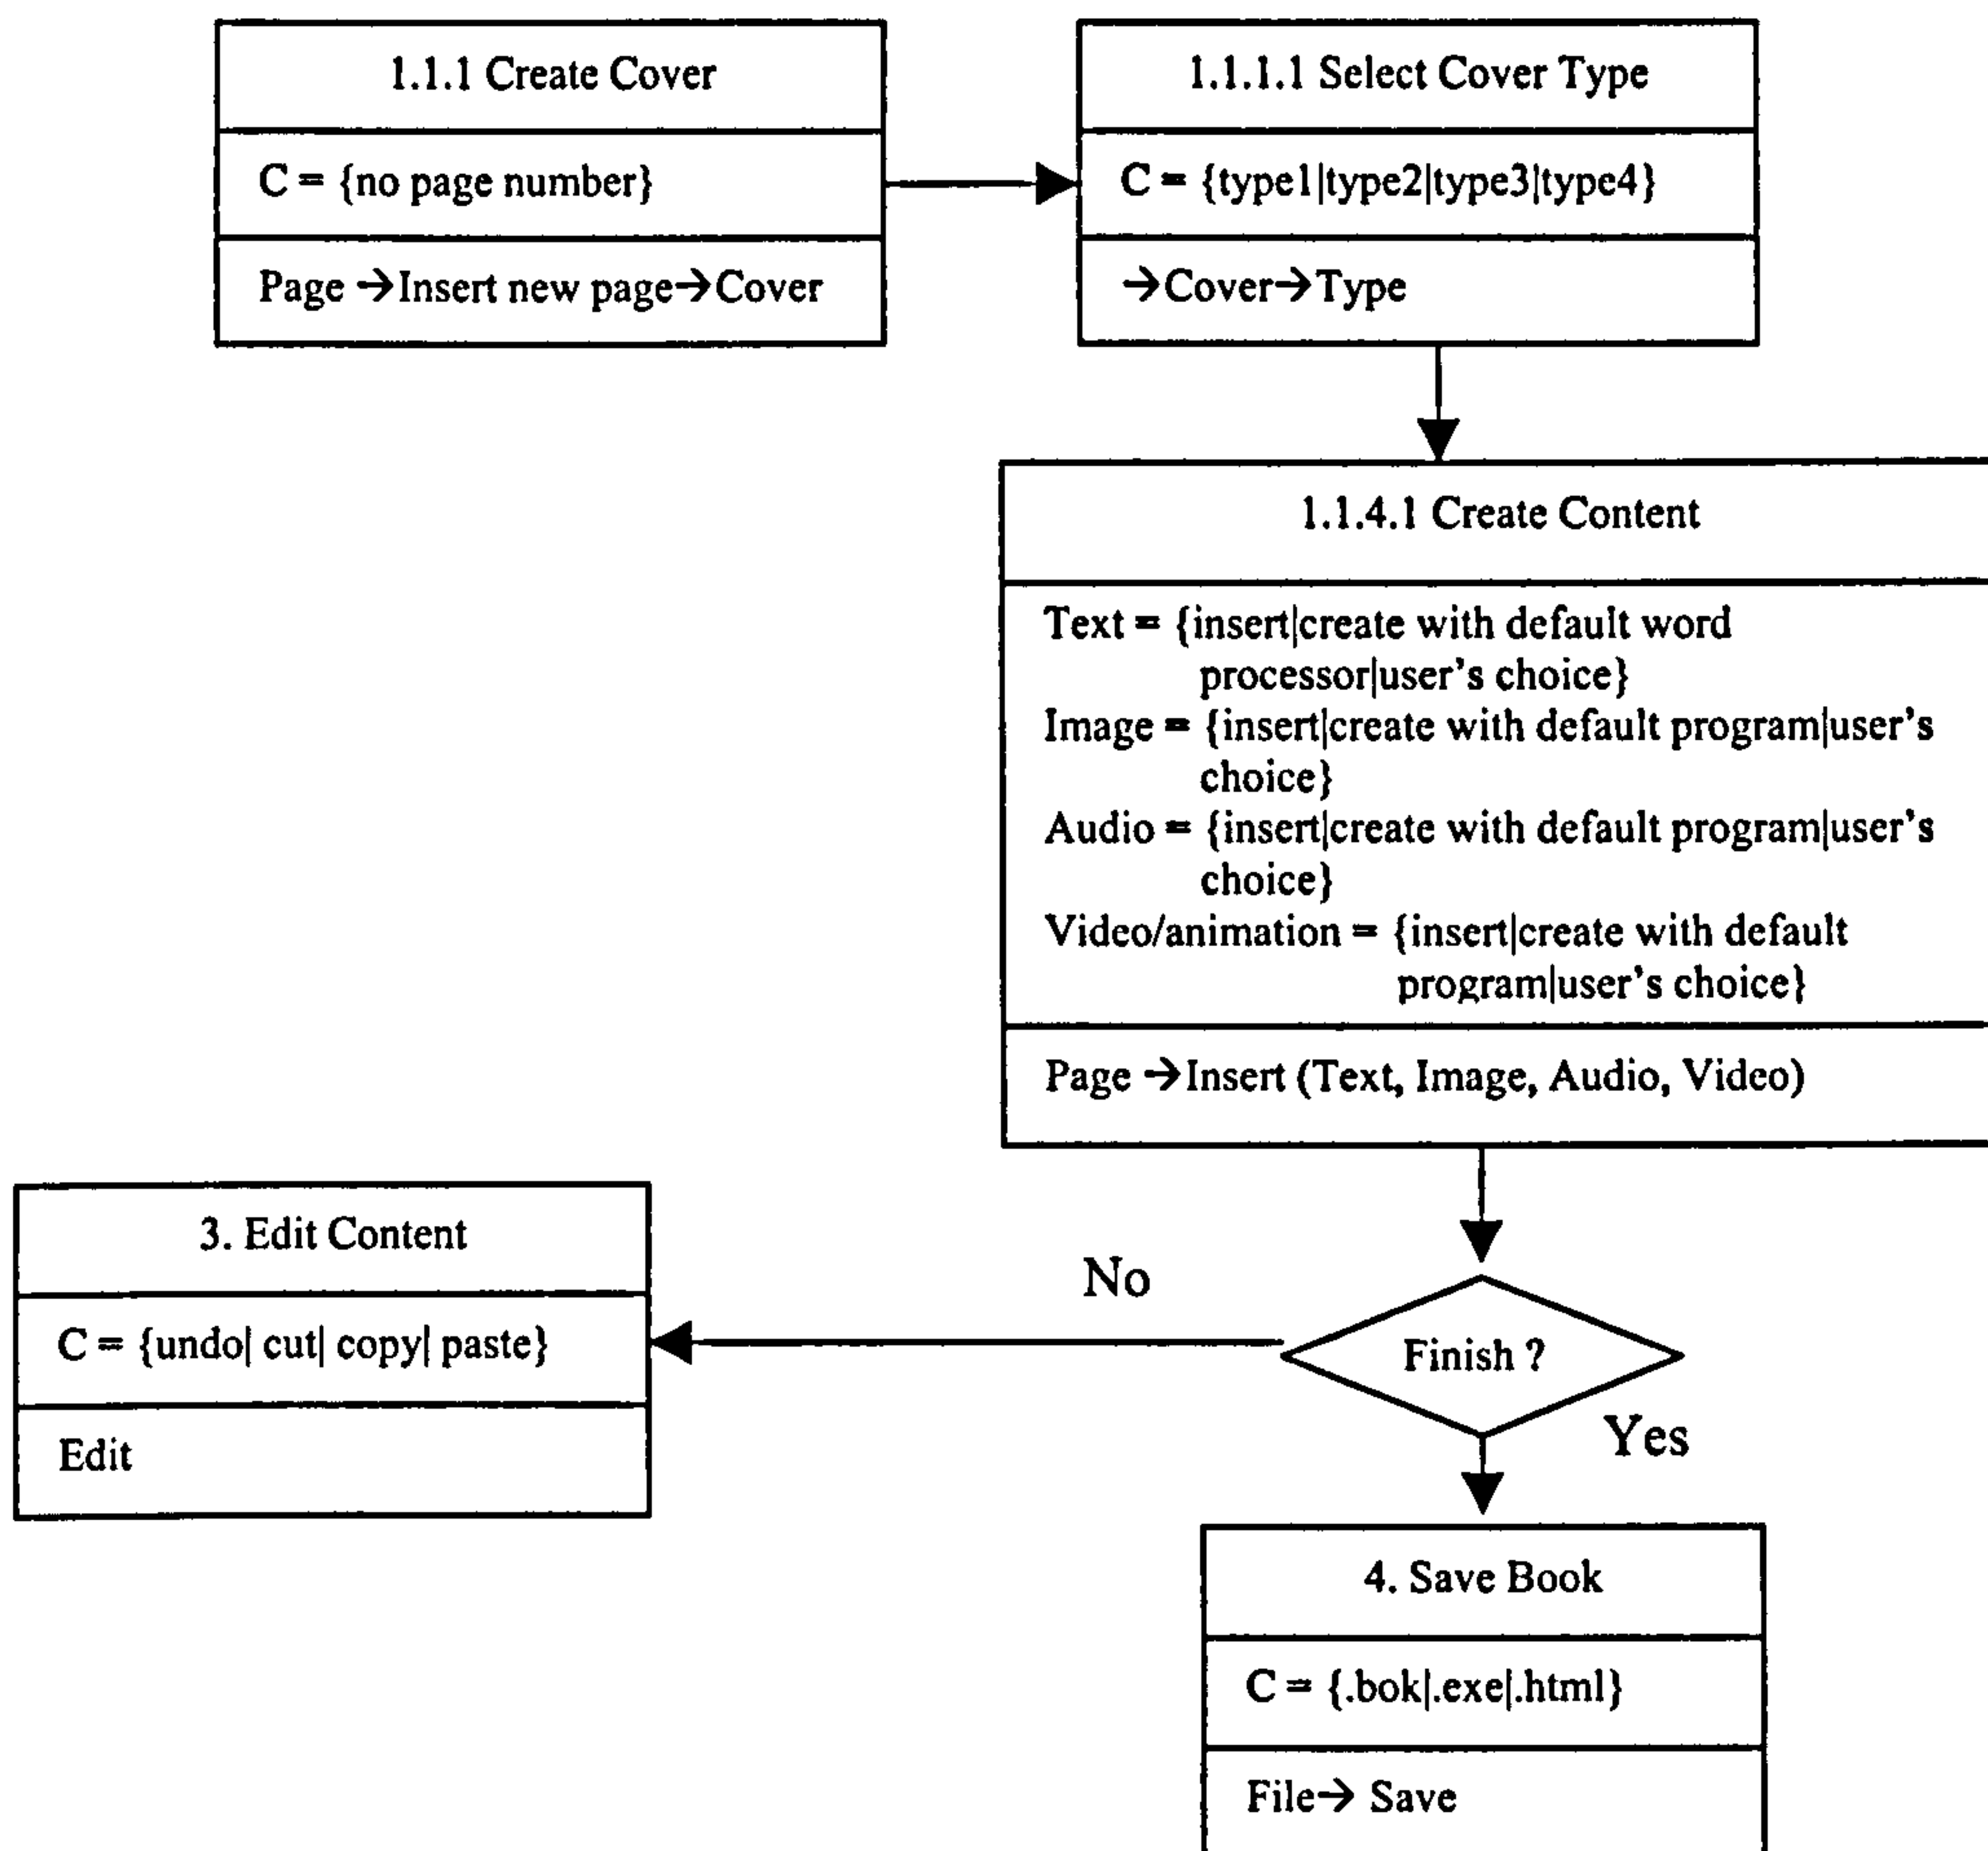 1.1.1 Create Cover
C = {no page number}
Page →Insert new page→Cover
1.1.1.1 Select Cover Type
C = {type1|type2|type3|type4}
→Cover→Type
1.1.4.1 Create Content
Text = {insert|create with default word
processor|user's choice}
Image = {insert|create with default program|user's
choice}
Audio = {insert|create with default program|user's
choice}
Video/animation = {insert|create with default
program|user's choice}
Page →Insert (Text, Image, Audio, Video)
3. Edit Content
C = {undo| cut| copy| paste}
Edit
No
Finish ?
Yes
4. Save Book
C = {.bok|.exe|.html}
File→ Save